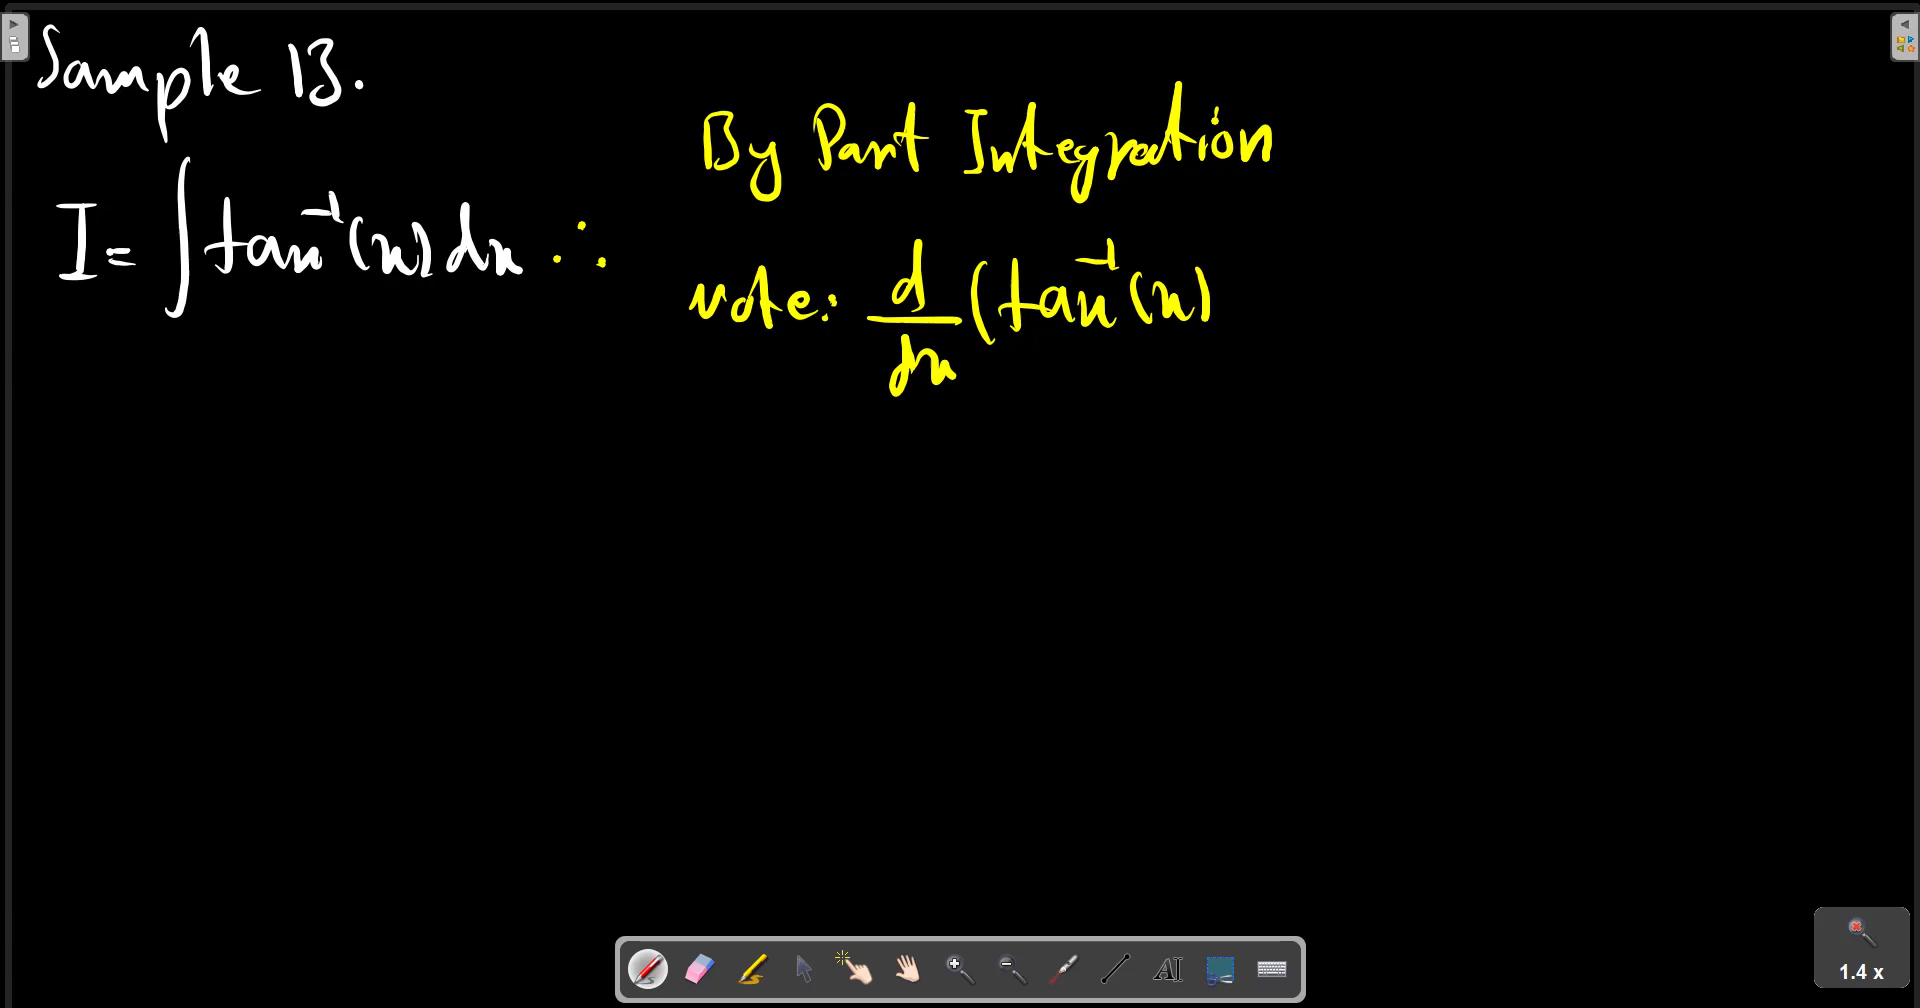 Sample 13.
I = ∫ tan⁻¹(x) dx ∴
By Part Integration
note: d/dx (tan⁻¹(x)
1.4 x